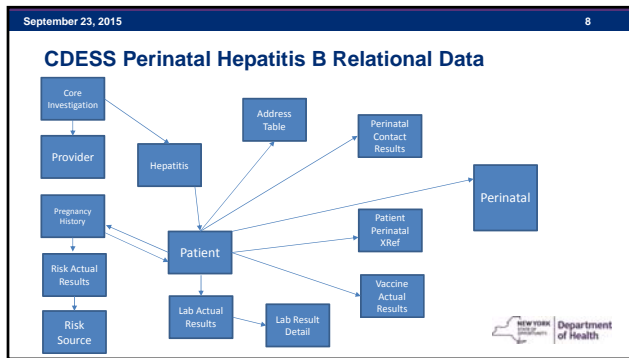 September 23, 2015
8
CDESS Perinatal Hepatitis B Relational Data
Core
Investigation
Address
Table
Perinatal
Contact
Results
Provider
Hepatitis
Perinatal
Pregnancy
History
Patient
Patient
Perinatal
XRef
Risk Actual
Results
Vaccine
Actual
Results
Lab Actual
Results
Lab Result
Detail
Risk
Source
NEW YORK
STATE OF
OPPORTUNITY
Department
of Health